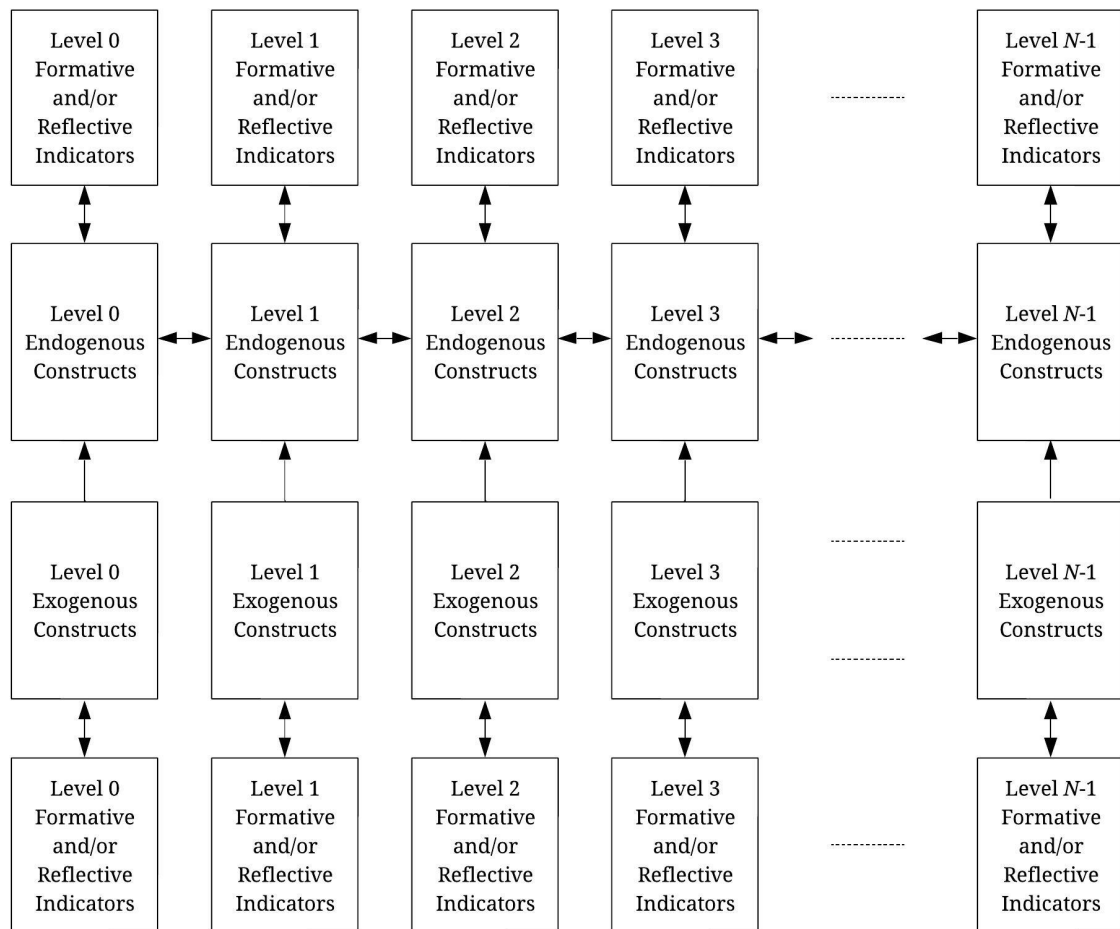 Level 0
Formative
and/or
Reflective
Indicators
Level 1
Formative
and/or
Reflective
Indicators
Level 2
Formative
and/or
Reflective
Indicators
Level 3
Formative
and/or
Reflective
Indicators
Level N-1
Formative
and/or
Reflective
Indicators
Level 0
Endogenous
Constructs
Level 1
Endogenous
Constructs
Level 2
Endogenous
Constructs
Level 3
Endogenous
Constructs
Level N-1
Endogenous
Constructs
Level 0
Exogenous
Constructs
Level 1
Exogenous
Constructs
Level 2
Exogenous
Constructs
Level 3
Exogenous
Constructs
Level N-1
Exogenous
Constructs
Level 0
Formative
and/or
Reflective
Indicators
Level 1
Formative
and/or
Reflective
Indicators
Level 2
Formative
and/or
Reflective
Indicators
Level 3
Formative
and/or
Reflective
Indicators
Level N-1
Formative
and/or
Reflective
Indicators